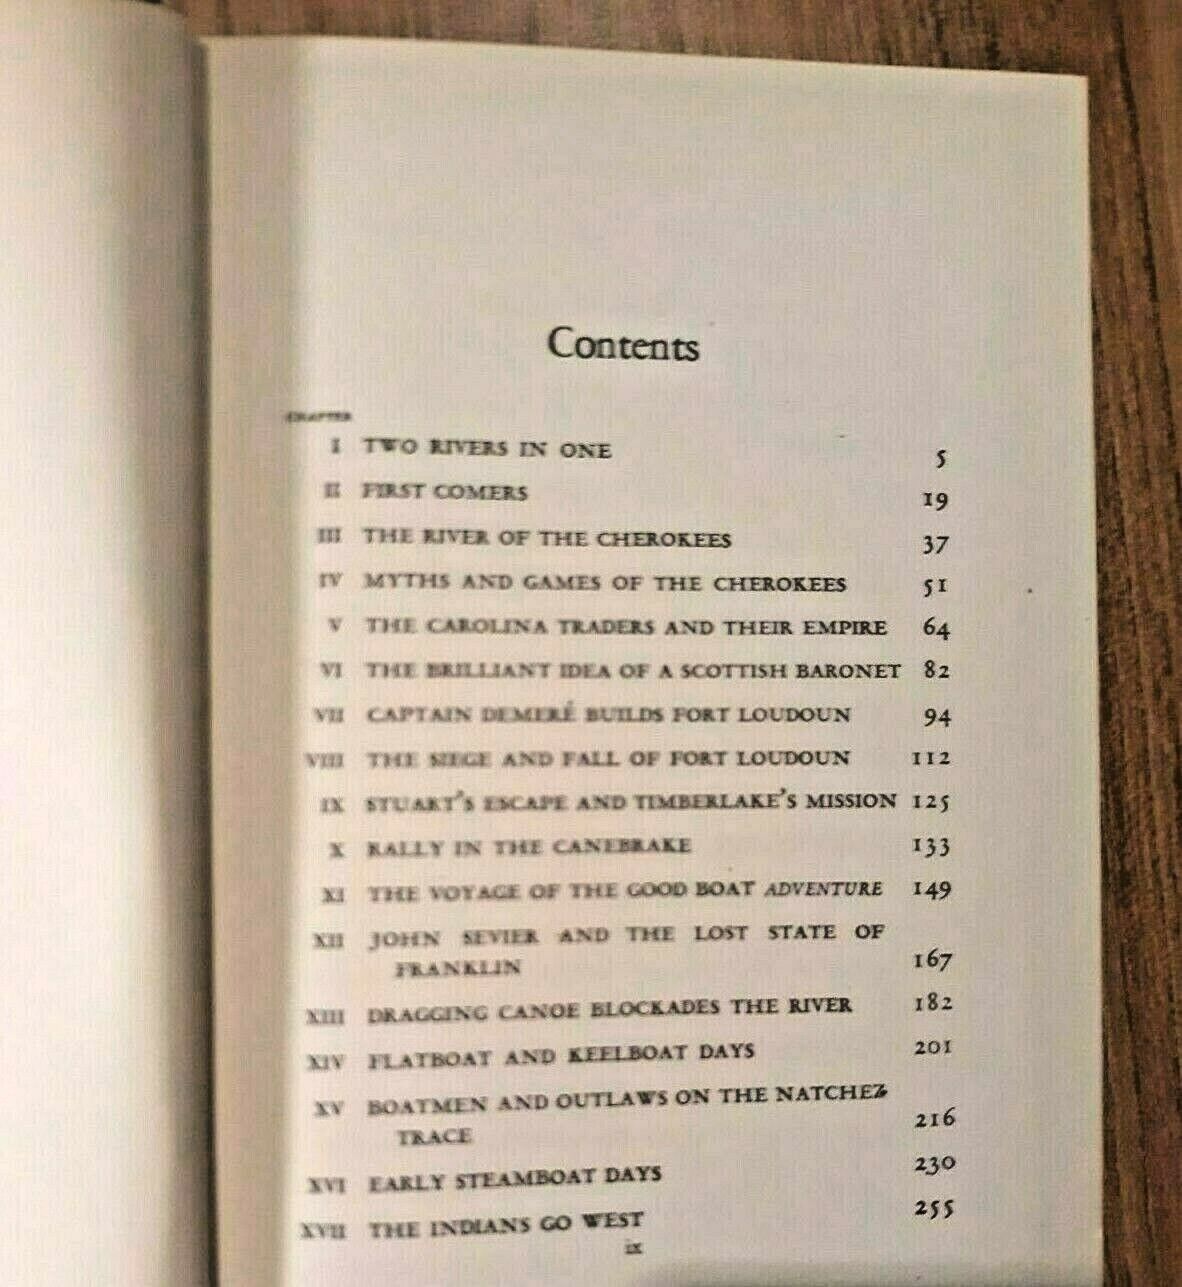 Contents
CHAPTER
I TWO RIVERS IN ONE 5
II FIRST COMERS 19
III THE RIVER OF THE CHEROKEES 37
IV MYTHS AND GAMES OF THE CHEROKEES 51
V THE CAROLINA TRADERS AND THEIR EMPIRE 64
VI THE BRILLIANT IDEA OF A SCOTTISH BARONET 82
VII CAPTAIN DEMERÉ BUILDS FORT LOUDOUN 94
VIII THE SIEGE AND FALL OF FORT LOUDOUN 112
IX STUART'S ESCAPE AND TIMBERLAKE'S MISSION 125
X RALLY IN THE CANEBRAKE 133
XI THE VOYAGE OF THE GOOD BOAT ADVENTURE 149
XII JOHN SEVIER AND THE LOST STATE OF
FRANKLIN 167
XIII DRAGGING CANOE BLOCKADES THE RIVER 182
XIV FLATBOAT AND KEELBOAT DAYS 201
XV BOATMEN AND OUTLAWS ON THE NATCHEZ
TRACE 216
XVI EARLY STEAMBOAT DAYS 230
XVII THE INDIANS GO WEST 255
ix